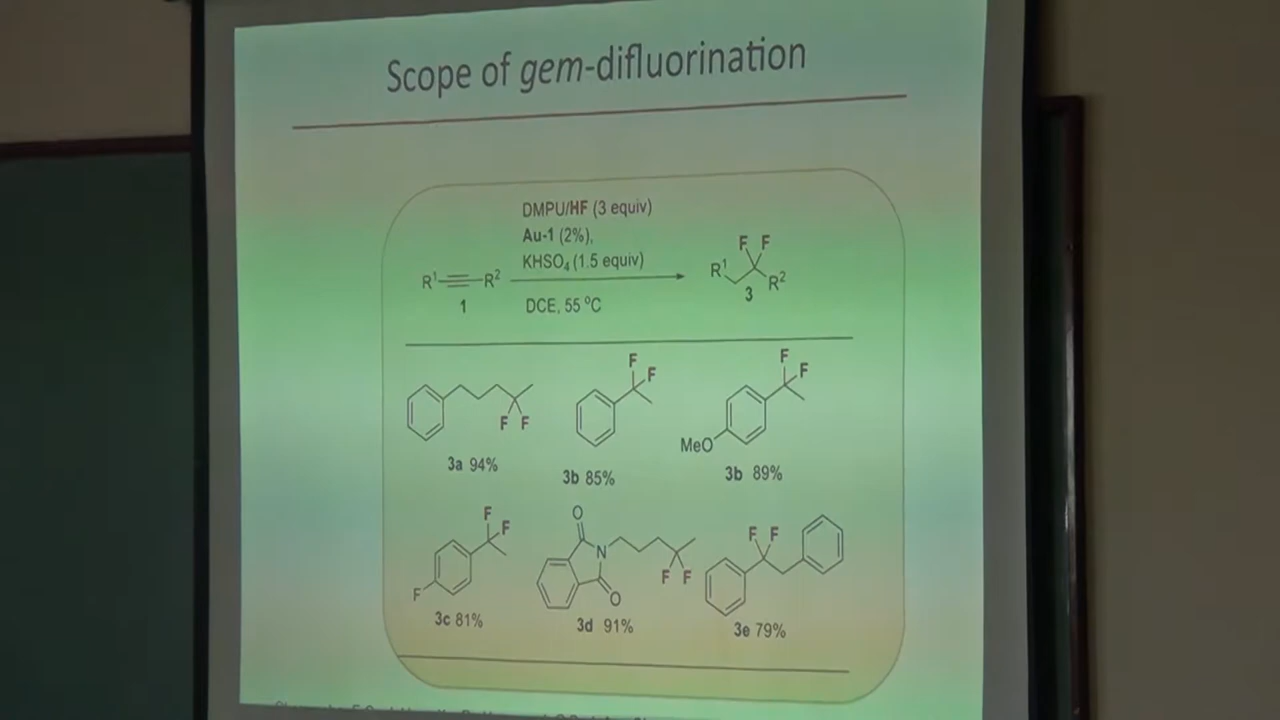 Scope of gem-difluorination
DMPU/HF (3 equiv)
Au-1 (2%),
KHSO₄ (1.5 equiv)
R¹ R²
1
DCE, 55 ⁰C
F F
R¹
R²
3
F
F
F F
3a 94%
F
F
3b 85%
MeO
3b 89%
F
F
F
3c 81%
O
N
O
F F
3d 91%
F F
3e 79%